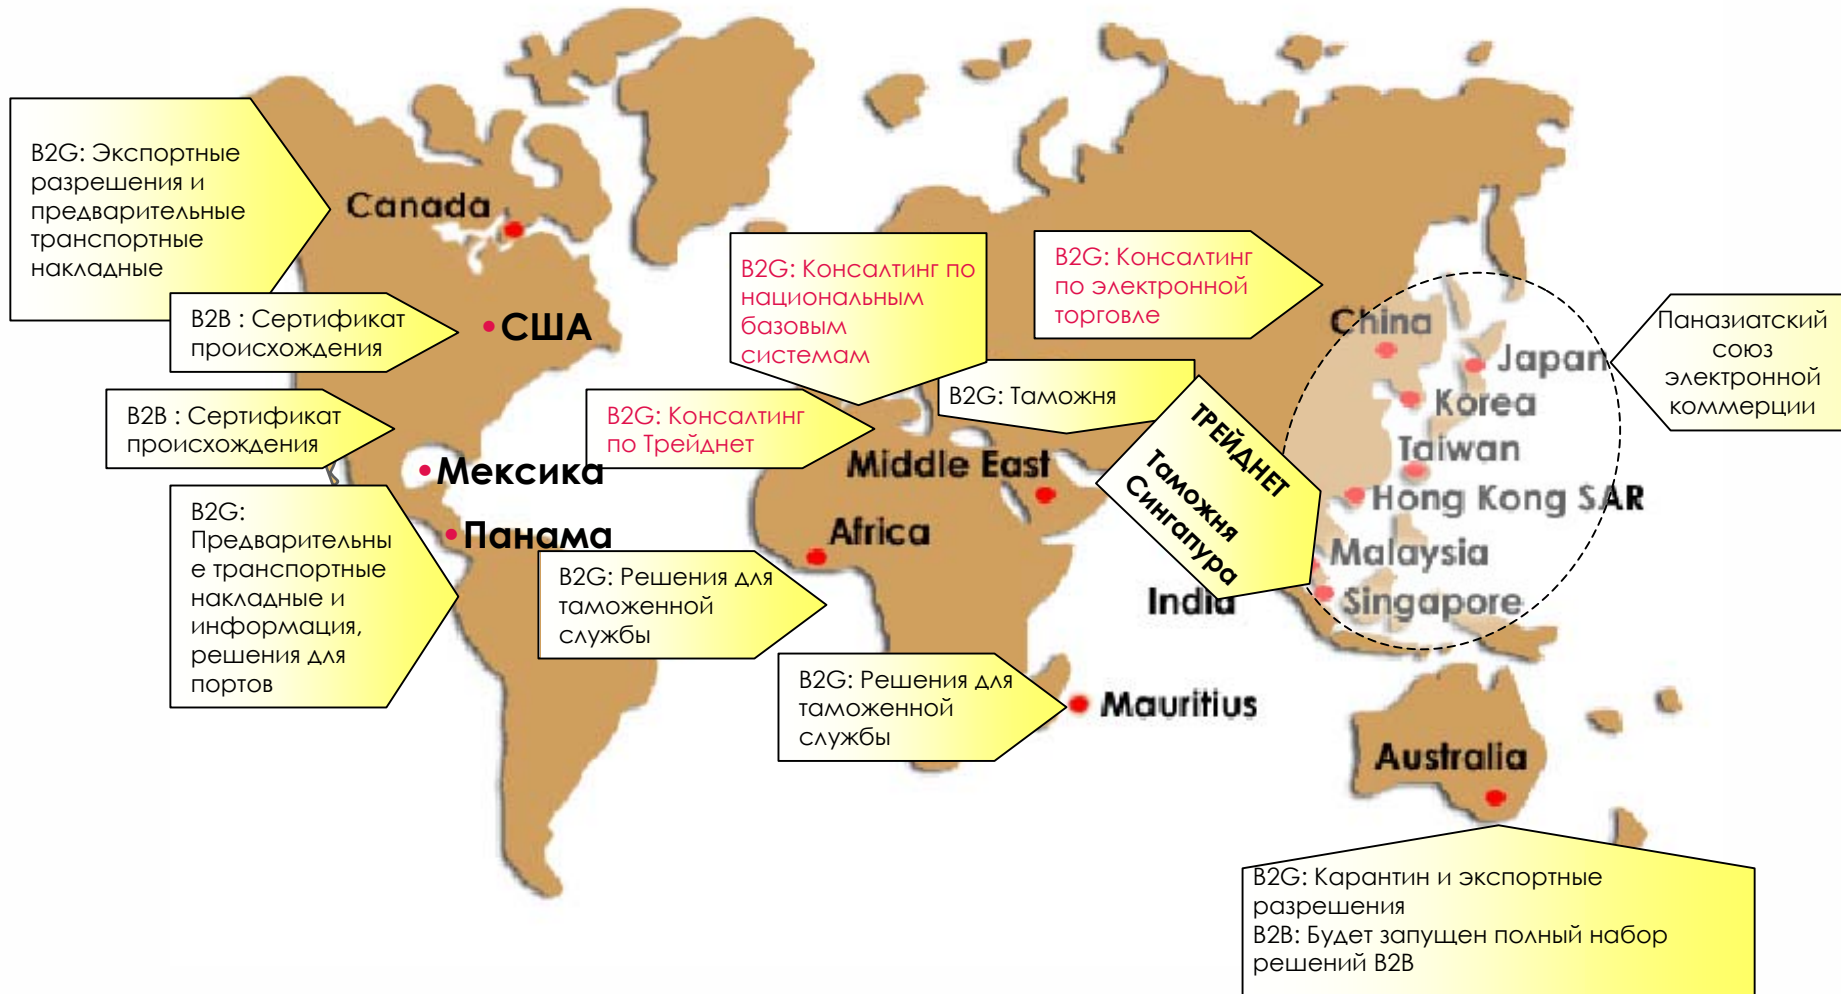 B2G: Экспортные
разрешения и
предварительные
транспортные
накладные
Canada
B2B : Сертификат
происхождения
• США
B2G: Консалтинг по
национальным
базовым
системам
B2G: Консалтинг
по электронной
торговле
China
Japan
Korea
Taiwan
Hong Kong SAR
Malaysia
Singapore
Паназиатский
союз
электронной
коммерции
B2B : Сертификат
происхождения
• Мексика
B2G: Консалтинг
по Трейднет
B2G: Таможня
Middle East
ТРЕЙДНЕТ
Таможня
Сингапура
B2G:
Предварительны
е транспортные
накладные и
информация,
решения для
портов
• Панама
Africa
India
B2G: Решения для
таможенной
службы
B2G: Решения для
таможенной
службы
Mauritius
Australia
B2G: Карантин и экспортные
разрешения
B2B: Будет запущен полный набор
решений B2B